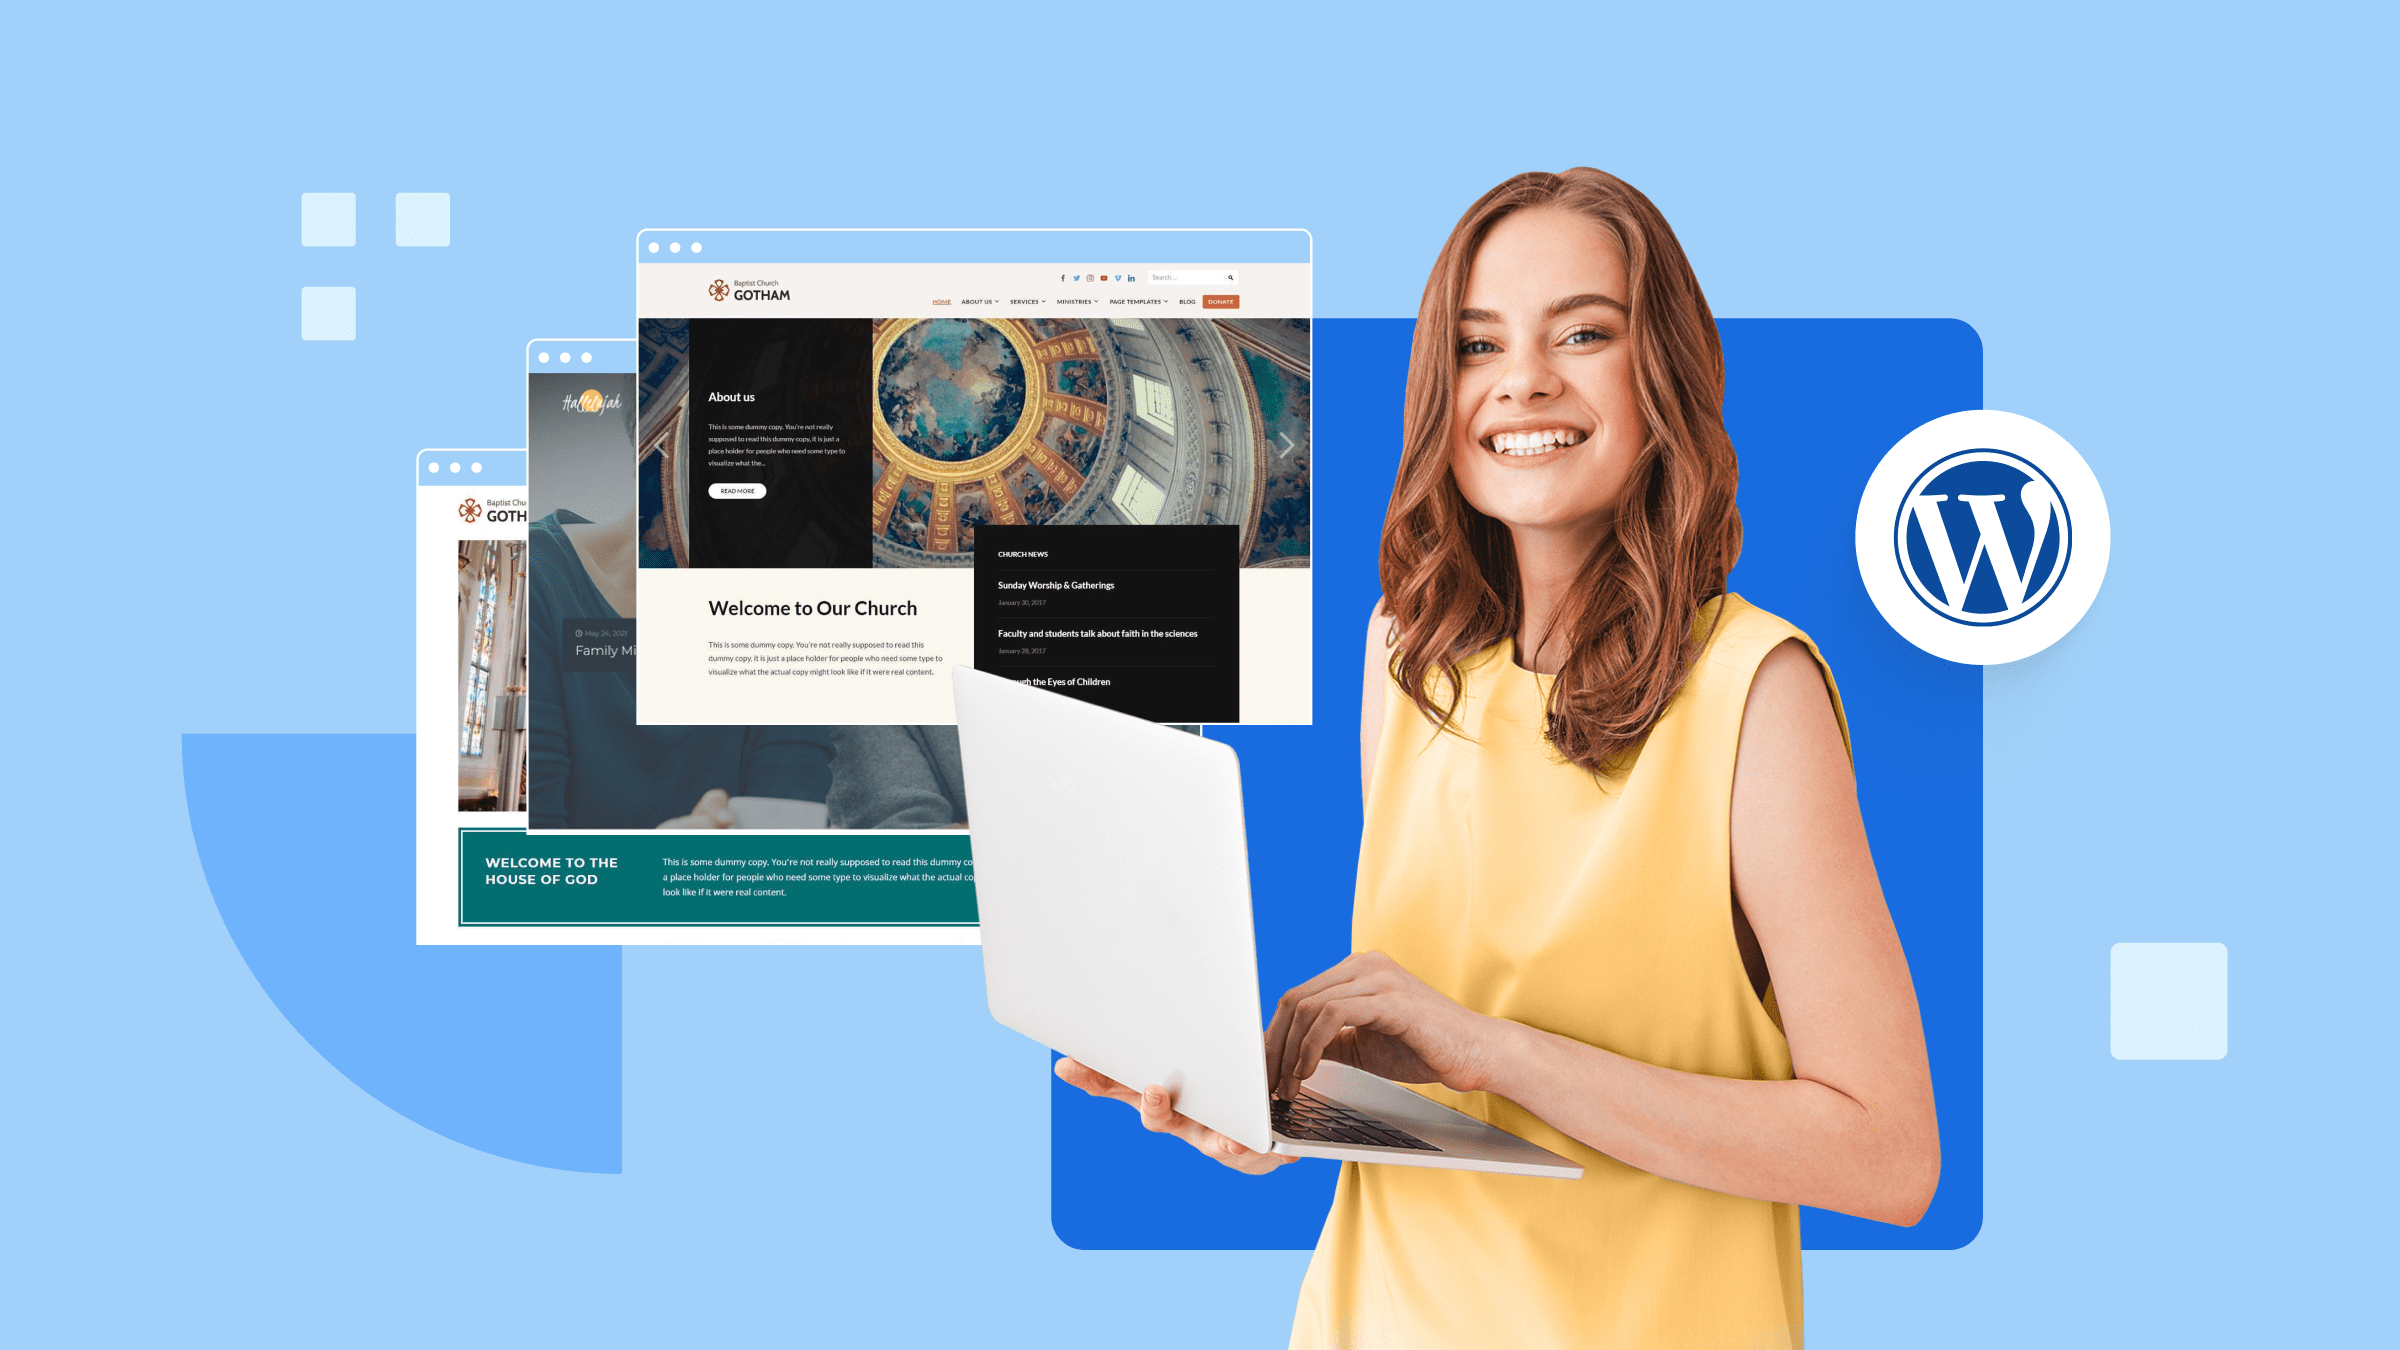 Baptist Church
GOTHAM
Search ...
HOME
ABOUT US
SERVICES
MINISTRIES
PAGE TEMPLATES
BLOG
DONATE
About us
This is some dummy copy. You're not really
supposed to read this dummy copy, it is just a
place holder for people who need some type to
visualize what the...
READ MORE
CHURCH NEWS
Sunday Worship & Gatherings
January 30, 2017
Faculty and students talk about faith in the sciences
January 28, 2017
the Eyes of Children
Welcome to Our Church
This is some dummy copy. You're not really supposed to read this
dummy copy, it is just a place holder for people who need some type to
visualize what the actual copy might look like if it were real content.
Hallelujah
May 24, 2021
Family Mi
Baptist Chu
GOTH
WELCOME TO THE
HOUSE OF GOD
This is some dummy copy. You're not really supposed to read this dummy co
a place holder for people who need some type to visualize what the actual cop
look like if it were real content.
W